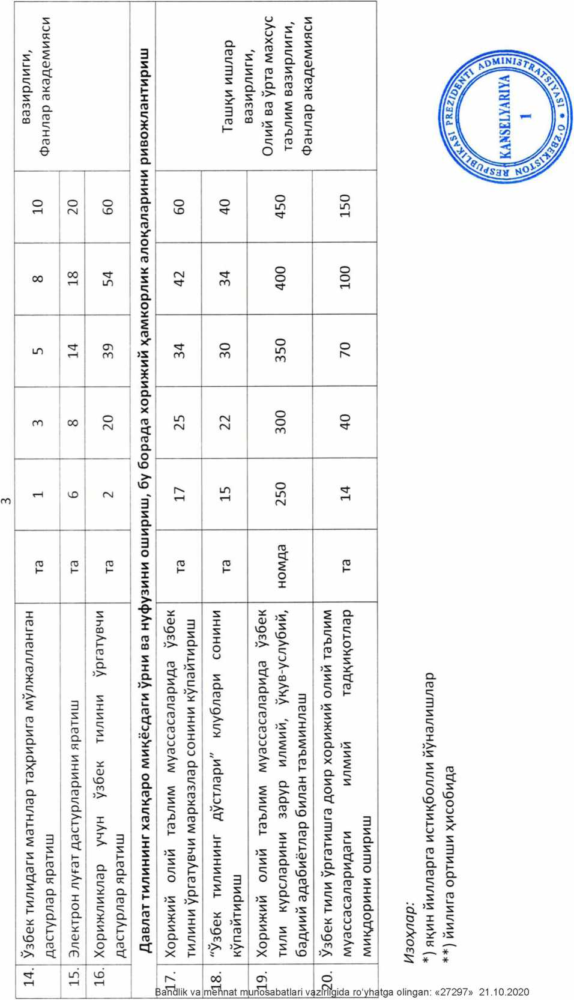 3
14. Ўзбек тилидаги матнлар таҳририга мўлжалланган
дастурлар яратиш
та 1 3 5 8 10
вазирлиги,
Фанлар академияси
15. Электрон луғат дастурларини яратиш та 6 8 14 18 20
16. Хорижликлар учун ўзбек тилини ўргатувчи
дастурлар яратиш
та 2 20 39 54 60
Давлат тилининг халқаро миқёсдаги ўрни ва нуфузини ошириш, бу борада хорижий ҳамкорлик алоқаларини ривожлантириш
17. Хорижий олий таълим муассасаларида ўзбек
тилини ўргатувчи марказлар сонини кўпайтириш
та 17 25 34 42 60
Ташқи ишлар
вазирлиги,
Олий ва ўрта махсус
таълим вазирлиги,
Фанлар академияси
18. “Ўзбек тилининг дўстлари” клублари сонини
кўпайтириш
та 15 22 30 34 40
19. Хорижий олий таълим муассасаларида ўзбек
тили курсларини зарур илмий, ўқув-услубий,
бадиий адабиётлар билан таъминлаш
номда 250 300 350 400 450
20. Ўзбек тили ўргатишга доир хорижий олий таълим
муассасаларидаги илмий тадқиқотлар
миқдорини ошириш
та 14 40 70 100 150
Изоҳлар:
*) яқин йилларга истиқболли йўналишлар
**) йилига ортиши ҳисобида
O‘ZBEKISTON RESPUBLIKASI PREZIDENTI ADMINISTRATSIYASI *
KANSELYARIYA
1
Bandlik va mehnat munosabatlari vazirligida ro‘yhatga olingan: «27297» 21.10.2020